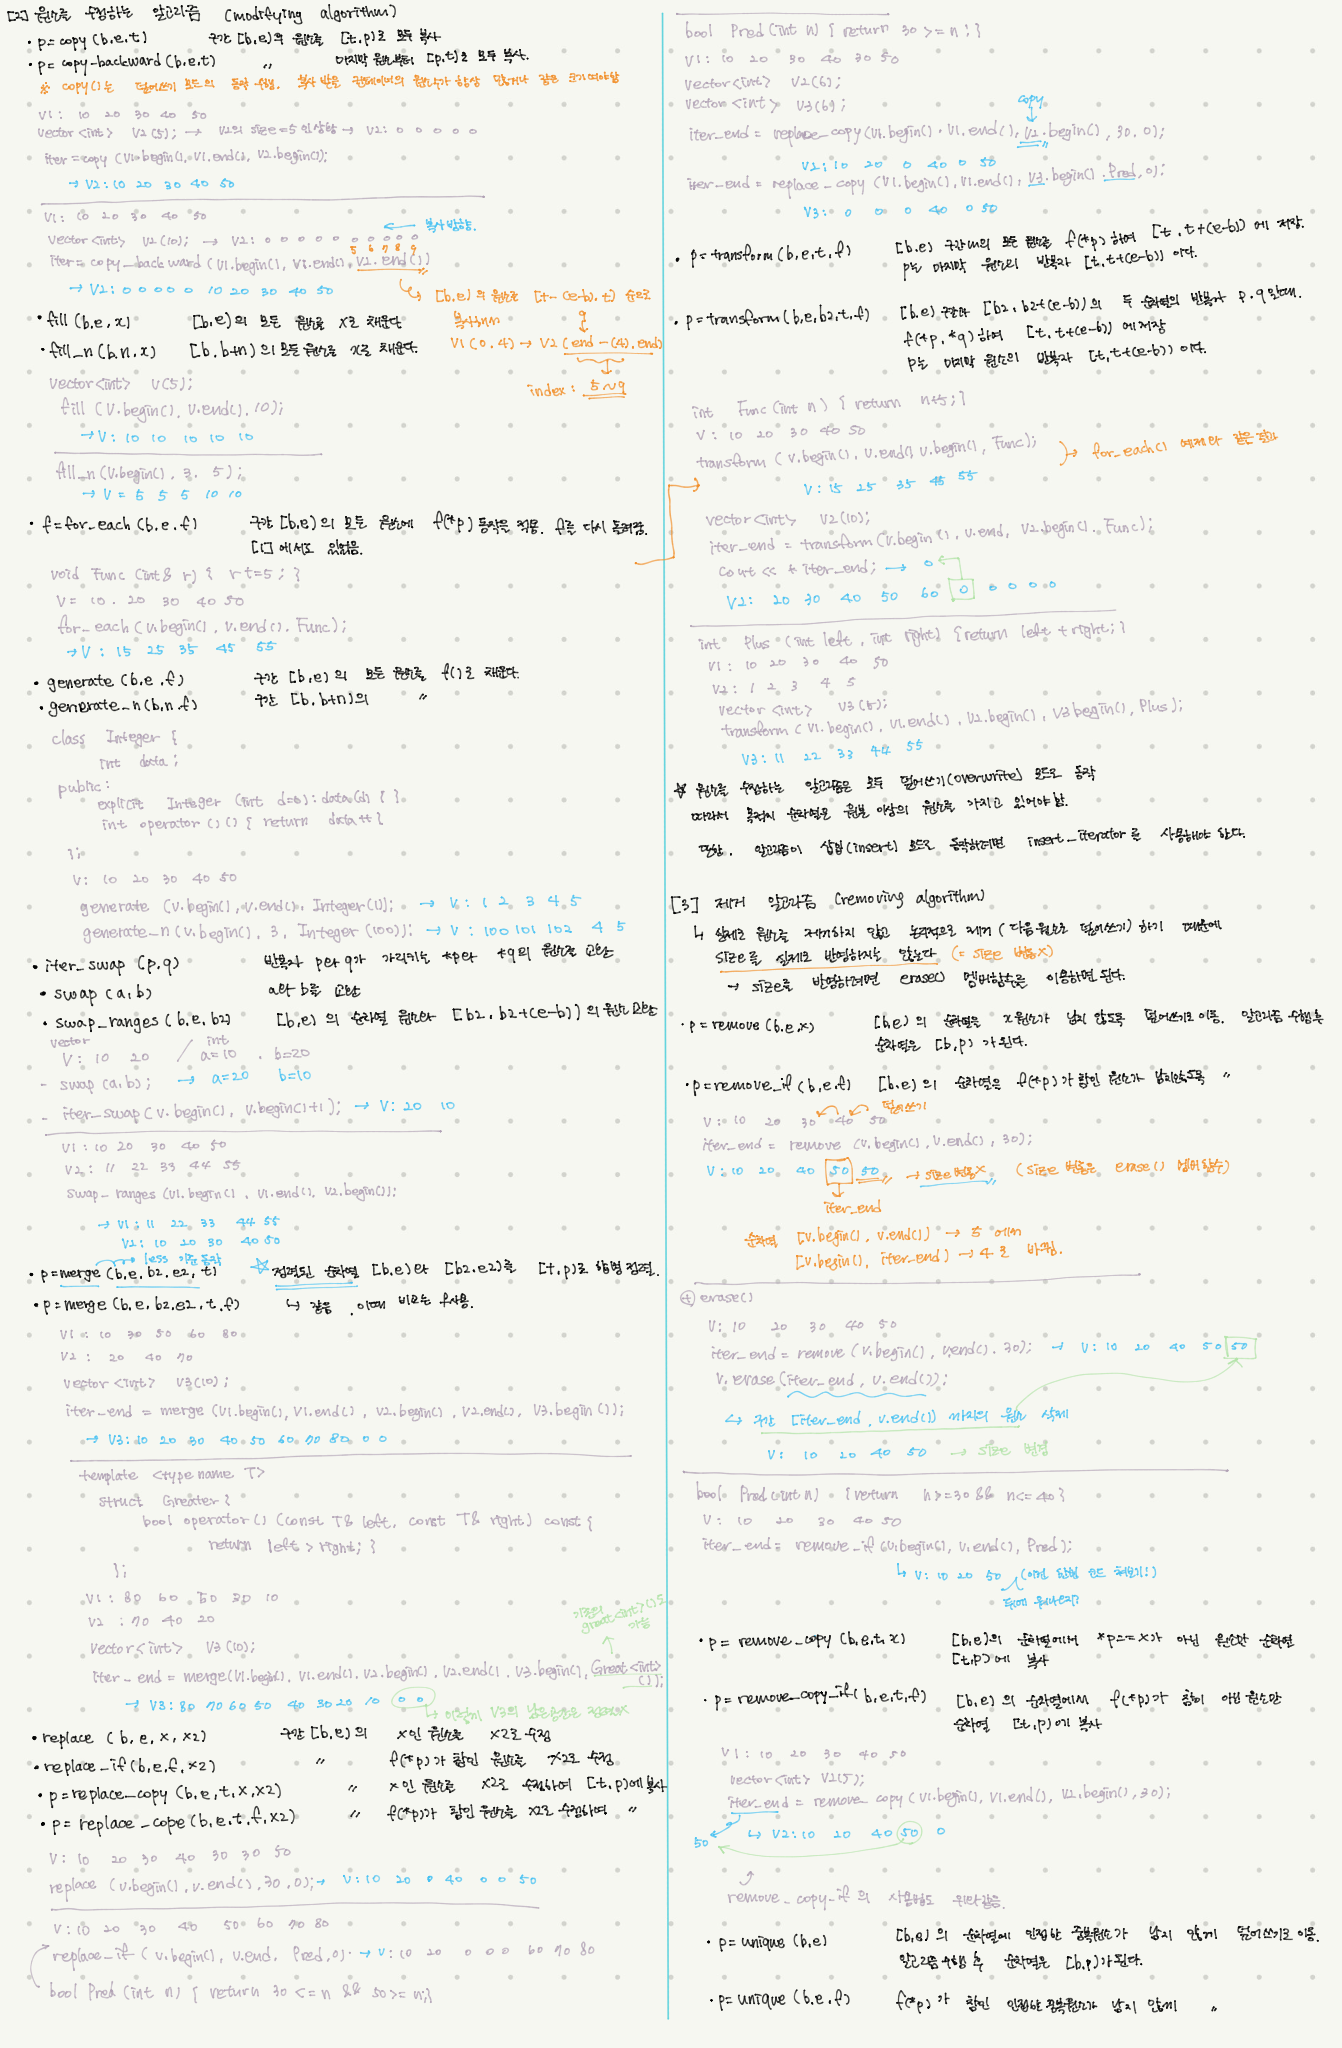 [2] 원소를 수정하는 알고리즘 (modifying algorithm)
• p=copy(b,e,t) 구간 [b,e)의 원소를 [t,p)로 모두 복사
• p=copy-backward(b,e,t) 〃 마지막 원소부터 [p,t)로 모두 복사.
※ copy()는 덮어쓰기 모드의 동작 수행. 복사 받을 컨테이너의 원소수가 항상 많거나 같은 크기여야함
V1: 10 20 30 40 50
vector<int> V2(5); → V2의 size=5 인상황 → V2: 0 0 0 0 0
iter=copy(V1.begin(), V1.end(), V2.begin());
→ V2: 10 20 30 40 50
V1: 10 20 30 40 50
← 복사방향.
vector<int> V2(10); → V2: 0 0 0 0 0 0 0 0 0 0
5 6 7 8 9
iter= copy_backward(V1.begin(), V1.end(), V2.end())
→ V2: 0 0 0 0 0 10 20 30 40 50
↳ [b,e)의 원소를 [t-(e-b), t) 순으로
복사해서
9
V1(0,4) → V2(end-(4), end)
index: 5~9
• fill(b,e,x) [b,e)의 모든 원소를 x로 채운다
• fill_n(b,n,x) [b,b+n)의 모든 원소를 x로 채운다.
vector<int> V(5);
fill(V.begin(), V.end(), 10);
→ V: 10 10 10 10 10
fill_n(V.begin(), 3, 5);
→ V = 5 5 5 10 10
• f=for_each(b,e,f) 구간 [b,e)의 모든 원소에 f(*p) 동작을 적용. f를 다시 돌려줌.
[1]에서도 있었음.
void Func(int& r) { r+=5; }
V= 10. 20 30 40 50
for_each(V.begin(), V.end(), Func);
→ V: 15 25 35 45 55
• generate(b,e,f) 구간 [b,e)의 모든 원소를 f()로 채운다.
• generate_n(b,n,f) 구간 [b,b+n)의 〃
class Integer {
int data;
public:
explicit Integer(int d=0):data(d) { }
int operator()() { return data++ }
};
V: 10 20 30 40 50
generate(V.begin(), V.end(), Integer(1)); → V: 1 2 3 4 5
generate_n(V.begin(), 3, Integer(100)); → V: 100 101 102 4 5
• iter_swap(p,q) 반복자 p와 q가 가리키는 *p와 *q의 원소를 교환
• swap(a,b) a와 b를 교환
• swap_ranges(b,e,b2) [b,e)의 순차열 원소와 [b2, b2+(e-b))의 원소 교환
vector int
V: 10 20 / a=10 . b=20
- swap(a,b); → a=20 b=10
- iter_swap(V.begin(), V.begin()+1); → V: 20 10
V1: 10 20 30 40 50
V2: 11 22 33 44 55
swap_ranges(V1.begin(), V1.end(), V2.begin());
→ V1: 11 22 33 44 55
V2: 10 20 30 40 50
→ less 기준 동작
• p=merge(b,e,b2,e2,t) ☆ 정렬된 순차열 [b,e)와 [b2,e2)를 [t,p)로 합병 정렬.
• p=merge(b,e,b2,e2,t,f) ↳ 같음 . 이때 비교는 f사용.
V1: 10 30 50 60 80
V2: 20 40 70
vector<int> V3(10);
iter-end = merge(V1.begin(), V1.end(), V2.begin(), V2.end(), V3.begin());
→ V3: 10 20 30 40 50 60 70 80 0 0
template <typename T>
struct Greater {
bool operator()(const T& left, const T& right) const {
return left > right; }
};
V1: 80 60 50 30 10
V2: 70 40 20
vector<int> V3(10);
기존의
great<int>()도
가능
iter-end = merge(V1.begin(), V1.end(), V2.begin(), V2.end(), V3.begin(), Great<int>());
→ V3: 80 70 60 50 40 30 20 10 0 0
↳ 이렇게 V3의 남은 은 정렬X
• replace(b,e,x,x2) 구간 [b,e)의 x인 원소를 x2로 수정
• replace-if(b,e,f,x2) 〃 f(*p)가 참인 원소를 x2로 수정
• p=replace_copy(b,e,t,x,x2) 〃 x인 원소를 x2로 수정하여 [t,p)에 복사
• p=replace-cope(b,e,t,f,x2) 〃 f(*p)가 참인 원소를 x2로 수정하여 〃
V: 10 20 30 40 30 30 50
replace(V.begin(), V.end(), 30, 0); → V: 10 20 0 40 0 0 50
V: 10 20 30 40 50 60 70 80
replace_if(V.begin(), V.end, Pred, 0). → V: 10 20 0 0 0 60 70 80
bool Pred(int n) { return 30 <= n && 50 >= n; }
bool Pred(int n) { return 30 >= n; }
V1: 10 20 30 40 30 50
vector<int> V2(6);
vector<int> V3(6);
copy
iter_end = replace_copy(V1.begin(), V1.end(), V2.begin(), 30, 0);
V2: 10 20 0 40 0 50
iter-end = replace_copy(V1.begin(), V1.end(), V3.begin(), Pred, 0);
V3: 0 0 0 40 0 50
• p=transform(b,e,t,f) [b,e) 구간내의 모든 원소를 f(*p)하여 [t, t+(e-b))에 저장.
p는 마지막 원소의 반복자 [t,t+(e-b))이다.
• p=transform(b,e,b2,t,f) [b,e) 구간과 [b2, b2+(e-b))의 두 순차열의 반복자 p,q일때.
f(*p, *q)하여 [t, t+(e-b))에 저장
p는 마지막 원소의 반복자 [t,t+(e-b))이다.
int Func(int n) { return n+5; }
V: 10 20 30 40 50
transform(V.begin(), V.end(), V.begin(), Func); → for_each() 예제와 같은 결과
V: 15 25 35 45 55
vector<int> V2(10);
iter_end = transform(V.begin(), V.end, V2.begin(), Func);
cout << *iter_end; → 0
V2: 20 30 40 50 60 0 0 0 0 0
int Plus(int left, int right) {return left+right;}
V1: 10 20 30 40 50
V2: 1 2 3 4 5
vector<int> V3(5);
transform(V1.begin(), V1.end(), V2.begin(), V3.begin(), Plus);
V3: 11 22 33 44 55
☆ 원소를 수정하는 알고리즘은 모두 덮어쓰기(overwrite) 모드로 동작
따라서 목적지 순차열은 원본 이상의 원소를 가지고 있어야 함.
만약, 알고리즘이 삽입(insert) 모드로 동작하려면 insert_iterator를 사용해야 한다.
[3] 제거 알고리즘 (removing algorithm)
↳ 실제로 원소를 제거하지 않고 논리적으로 제거(다음원소로 덮어쓰기)하기 때문에
size를 실제로 반영하지는 않는다 (= size 변동X)
→ size를 반영하려면 erase() 멤버함수를 이용하면 된다.
• p=remove(b,e,x) [b,e)의 순차열을 x원소가 남지 않도록 덮어쓰기로 이동. 알고리즘 수행후
순차열은 [b,p)가 된다.
• p=remove_if(b,e,f) [b,e)의 순차열을 f(*p)가 참인 원소가 남지않도록 〃
덮어쓰기
V: 10 20 30 40 50
iter_end = remove(V.begin(), V.end(), 30);
V: 10 20 40 50 50 → size변동X (size 변동은 erase() 멤버함수)
iter_end
순차열 [V.begin(), V.end()) → 5 에서
[V.begin(), iter_end) → 4 로 바뀜.
⊕ erase()
V: 10 20 30 40 50
iter_end = remove(V.begin(), V.end(), 30); → V: 10 20 40 50 50
V.erase(iter_end, V.end());
↳ 구간 [iter_end, V.end()) 까지의 원소 삭제
V: 10 20 40 50 → size 변경
bool Pred(int n) {return n>=30 && n<=40}
V: 10 20 30 40 50
iter_end= remove_if(V.begin(), V.end(), Pred);
↳ V: 10 20 50 (이건 코드 쳐보기!)
뒤에
• p=remove_copy(b,e,t,x) [b,e)의 순차열에서 *p==x가 아닌 원소만 순차열
[t,p)에 복사
• p=remove_copy-if(b,e,t,f) [b,e)의 순차열에서 f(*p)가 참이 아닌 원소만
순차열 [t,p)에 복사
V1: 10 20 30 40 50
vector<int> V2(5);
iter_end = remove_copy(V1.begin(), V1.end(), V2.begin(), 30);
50 ↳ V2: 10 20 40 50 0
remove_copy-if의 사용법도 위와같음.
• p=unique(b,e) [b,e)의 순차열에 인접한 중복원소가 남지 않게 덮어쓰기로 이동.
알고리즘 수행 후 순차열은 [b,p)가 된다.
• p=unique(b,e,f) f(*p)가 참인 인접한 중복원소가 남지 않게 〃